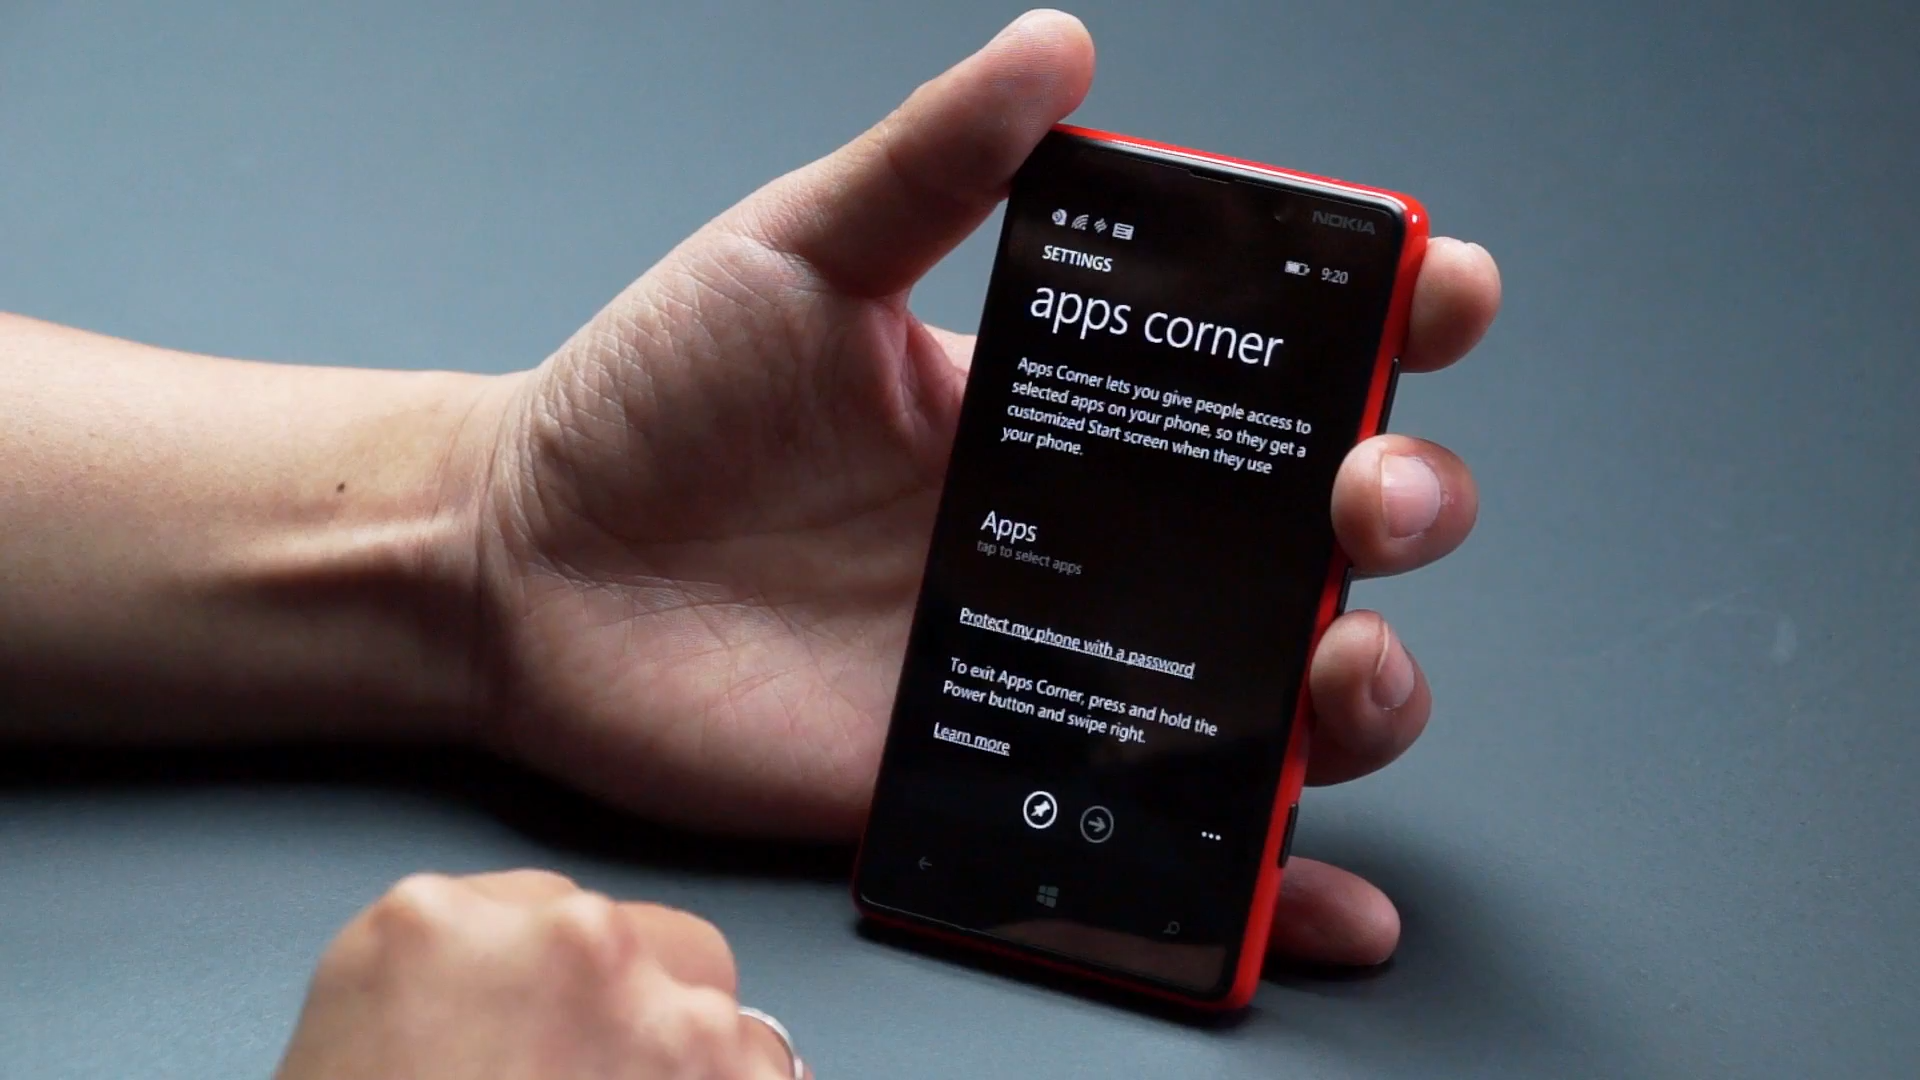 NOKIA
9:20
SETTINGS
apps corner
Apps Corner lets you give people access to
selected apps on your phone, so they get a
customized Start screen when they use
your phone.
Apps
tap to select apps
Protect my phone with a password
To exit Apps Corner, press and hold the
Power button and swipe right.
Learn more